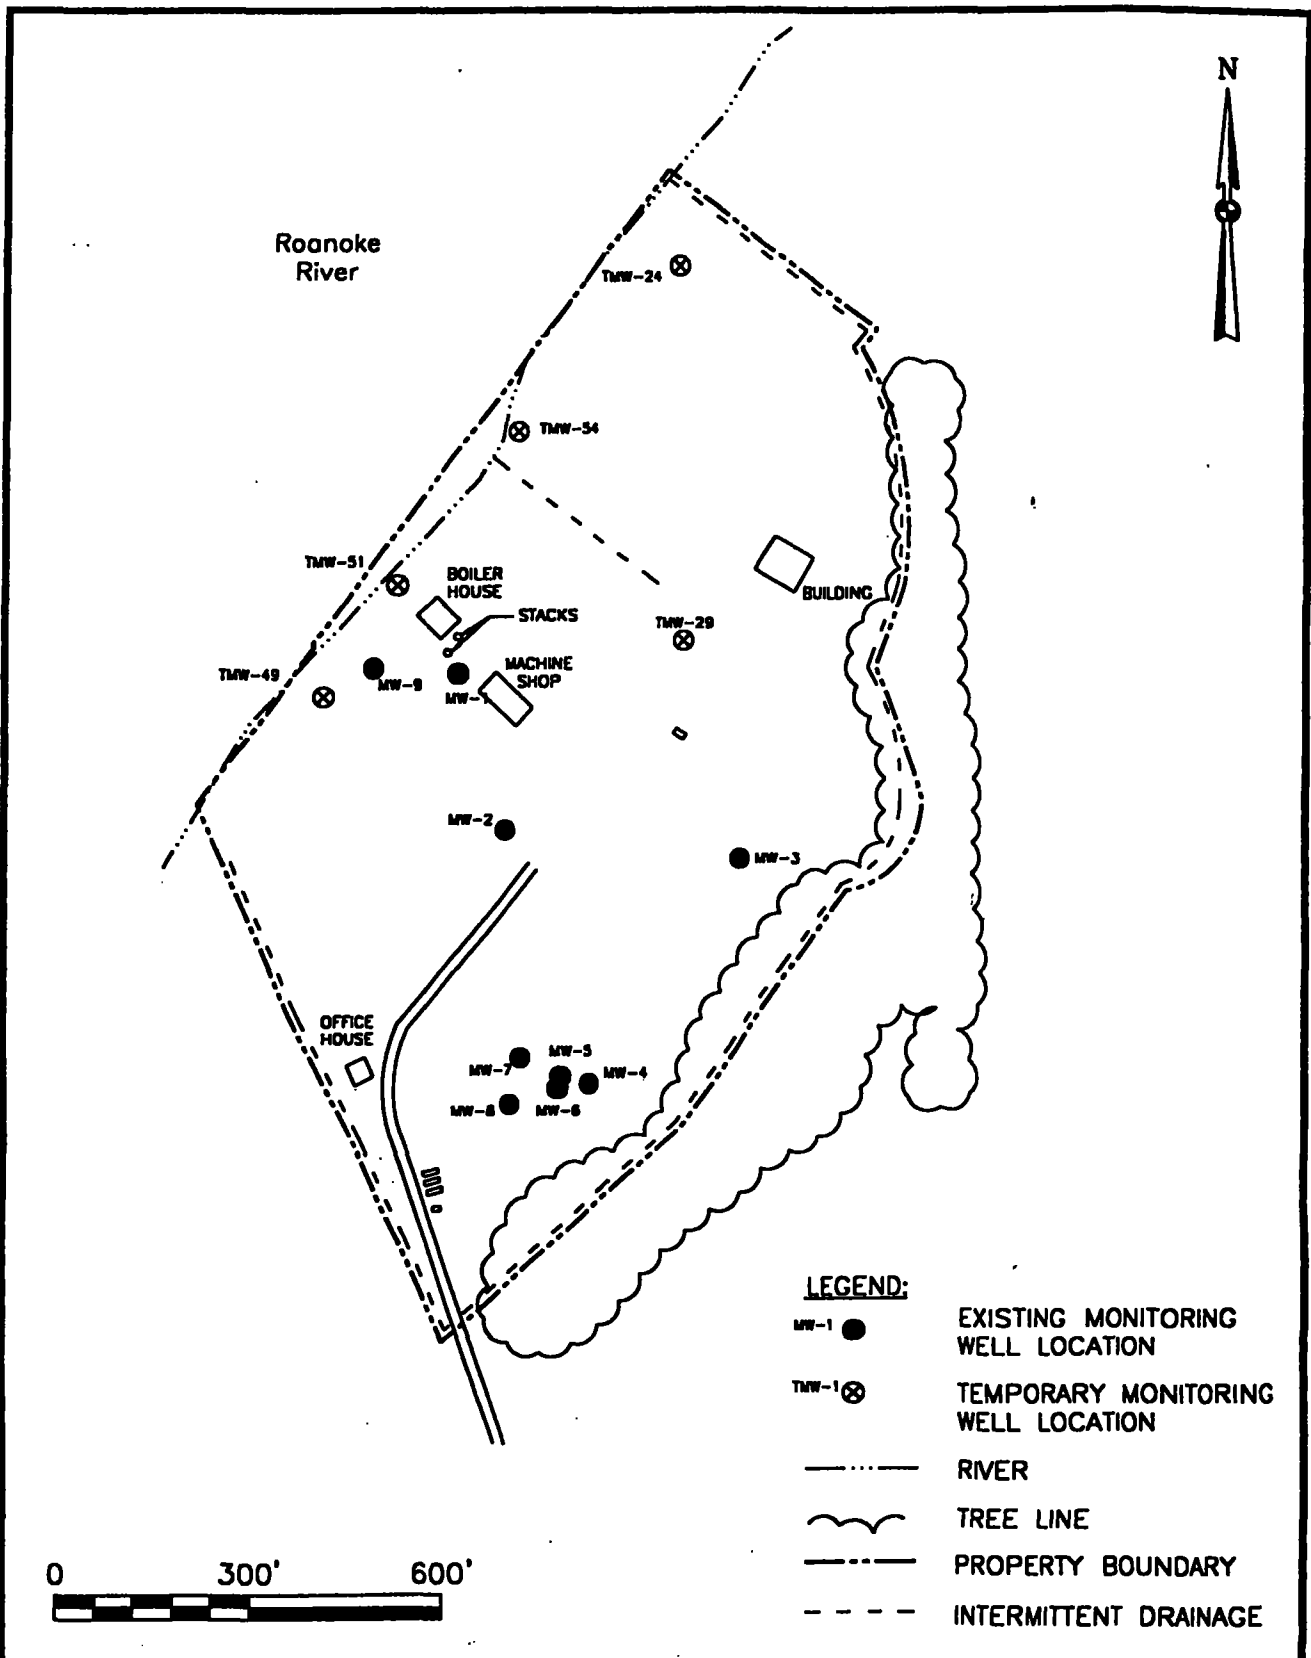 N
Roanoke
River
TMW-24
TMW-54
TMW-51
BOILER
HOUSE
STACKS
BUILDING
TMW-29
TMW-49
MACHINE
SHOP
MW-9
MW-1
MW-2
MW-3
OFFICE
HOUSE
MW-7
MW-5
MW-4
MW-8
MW-6
LEGEND:
MW-1 EXISTING MONITORING
WELL LOCATION
TMW-1 TEMPORARY MONITORING
WELL LOCATION
RIVER
TREE LINE
PROPERTY BOUNDARY
INTERMITTENT DRAINAGE
0 300' 600'